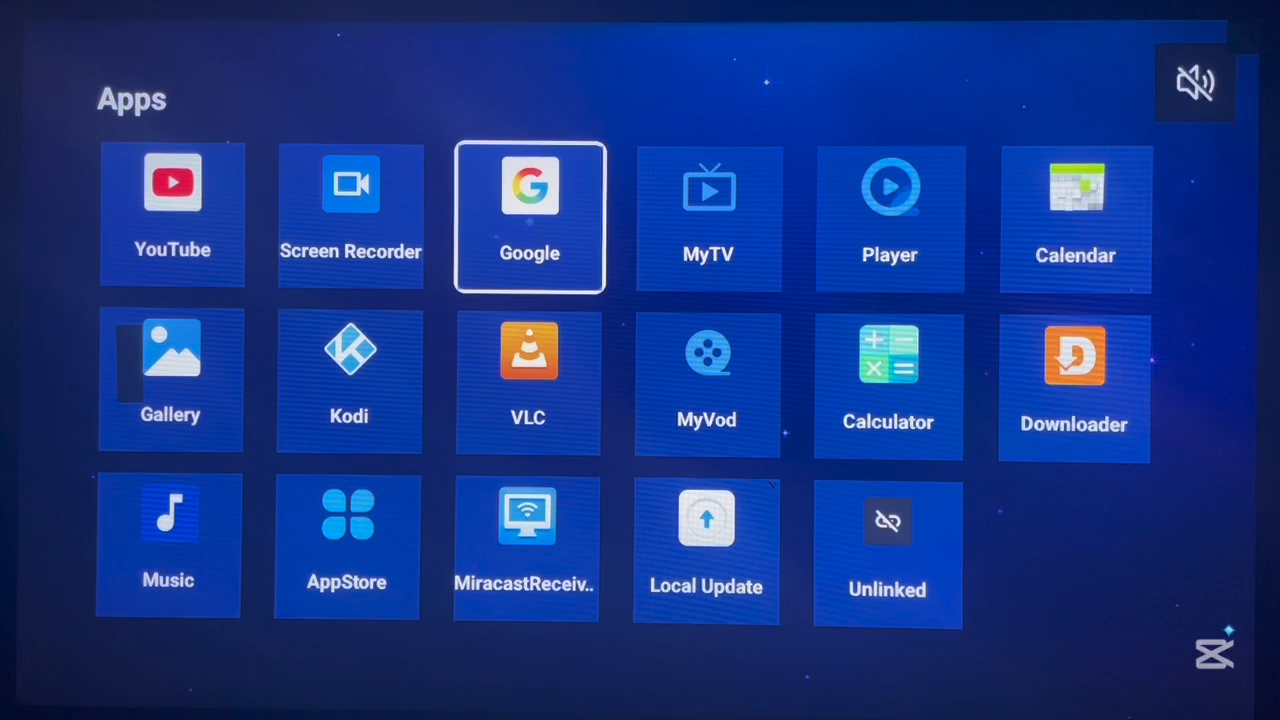 Apps
YouTube
Screen Recorder
Google
MyTV
Player
Calendar
Gallery
Kodi
VLC
MyVod
Calculator
Downloader
Music
AppStore
MiracastReceiv..
Local Update
Unlinked